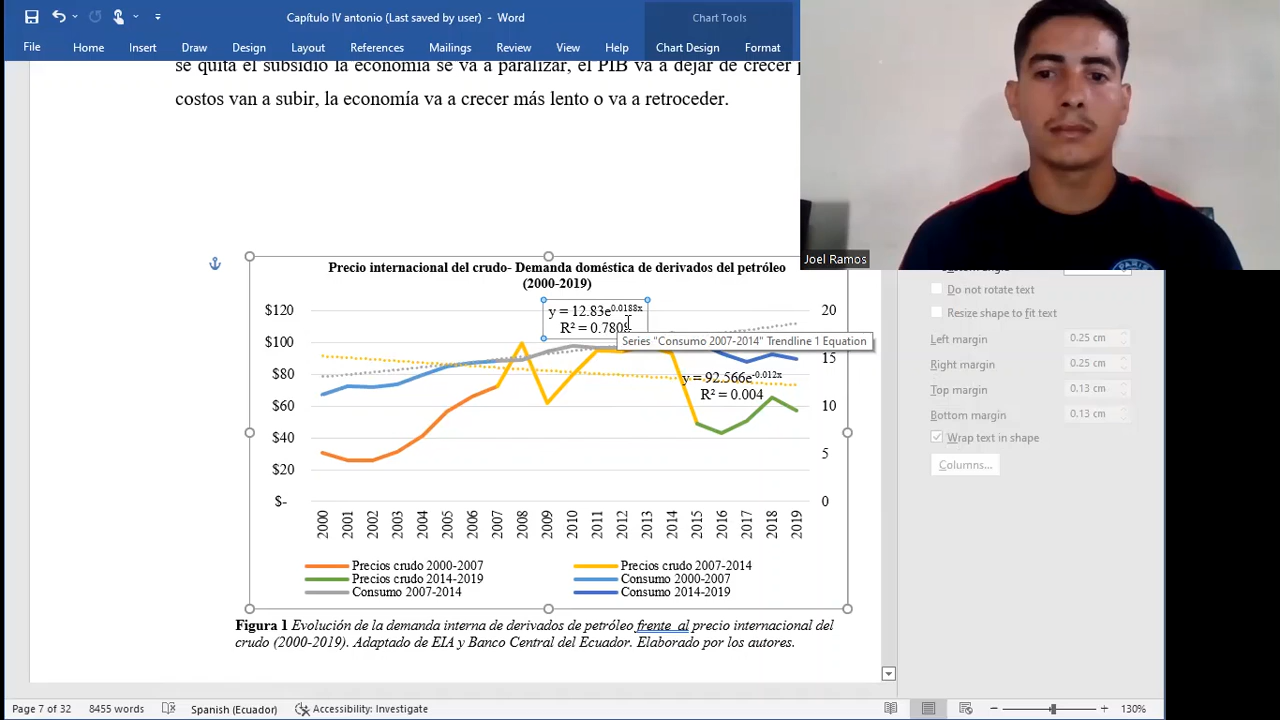 Capítulo IV antonio (Last saved by user) - Word
Chart Tools
File Home Insert Draw Design Layout References Mailings Review View Help Chart Design Format
se quita el subsidio la economía se va a paralizar, el PIB va a dejar de crecer
costos van a subir, la economía va a crecer más lento o va a retroceder.
Joel Ramos
Do not rotate text
Resize shape to fit text
Left margin 0.25 cm
Right margin 0.25 cm
Top margin 0.13 cm
Bottom margin 0.13 cm
Wrap text in shape
Columns...
Precio internacional del crudo- Demanda doméstica de derivados del petróleo
(2000-2019)
y = 12.83e^0.0188x
R² = 0.7809
Series "Consumo 2007-2014" Trendline 1 Equation
y = 92.566e^-0.012x
R² = 0.004
$120
$100
$80
$60
$40
$20
$-
20
15
10
5
0
2000 2001 2002 2003 2004 2005 2006 2007 2008 2009 2010 2011 2012 2013 2014 2015 2016 2017 2018 2019
Precios crudo 2000-2007 Precios crudo 2007-2014
Precios crudo 2014-2019 Consumo 2000-2007
Consumo 2007-2014 Consumo 2014-2019
Figura 1 Evolución de la demanda interna de derivados de petróleo frente al precio internacional del
crudo (2000-2019). Adaptado de EIA y Banco Central del Ecuador. Elaborado por los autores.
Page 7 of 32 8455 words Spanish (Ecuador) Accessibility: Investigate 130%